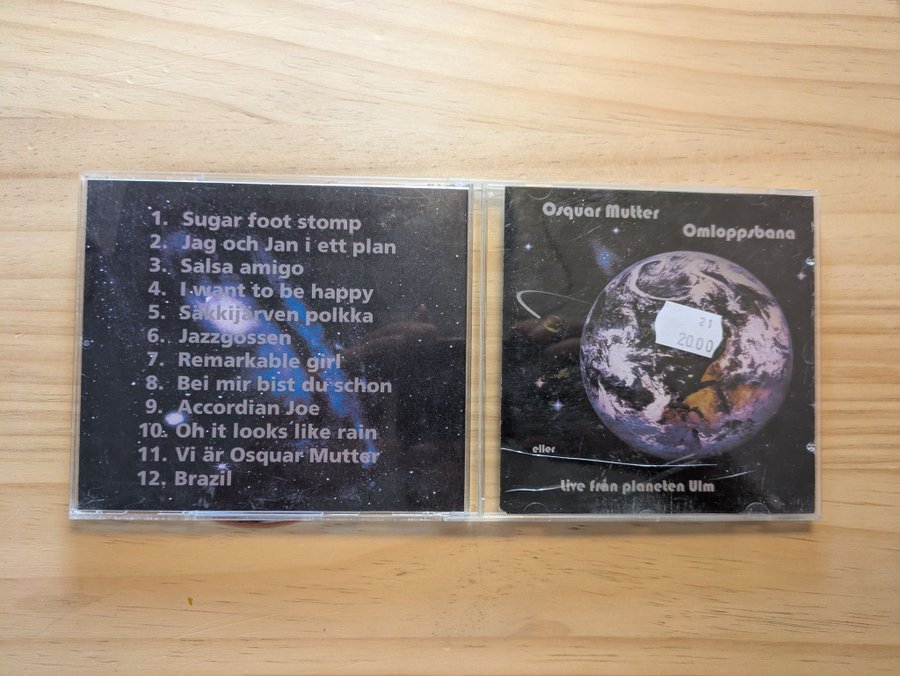 1. Sugar foot stomp
2. Jag och Jan i ett plan
3. Salsa amigo
4. I want to be happy
5. Säkkijärven polkka
6. Jazzgossen
7. Remarkable girl
8. Bei mir bist du schon
9. Accordian Joe
10. Oh it looks like rain
11. Vi är Osquar Mutter
12. Brazil
Osquar Mutter
Omloppsbana
21
20.00
eller
Live från planeten Ulm